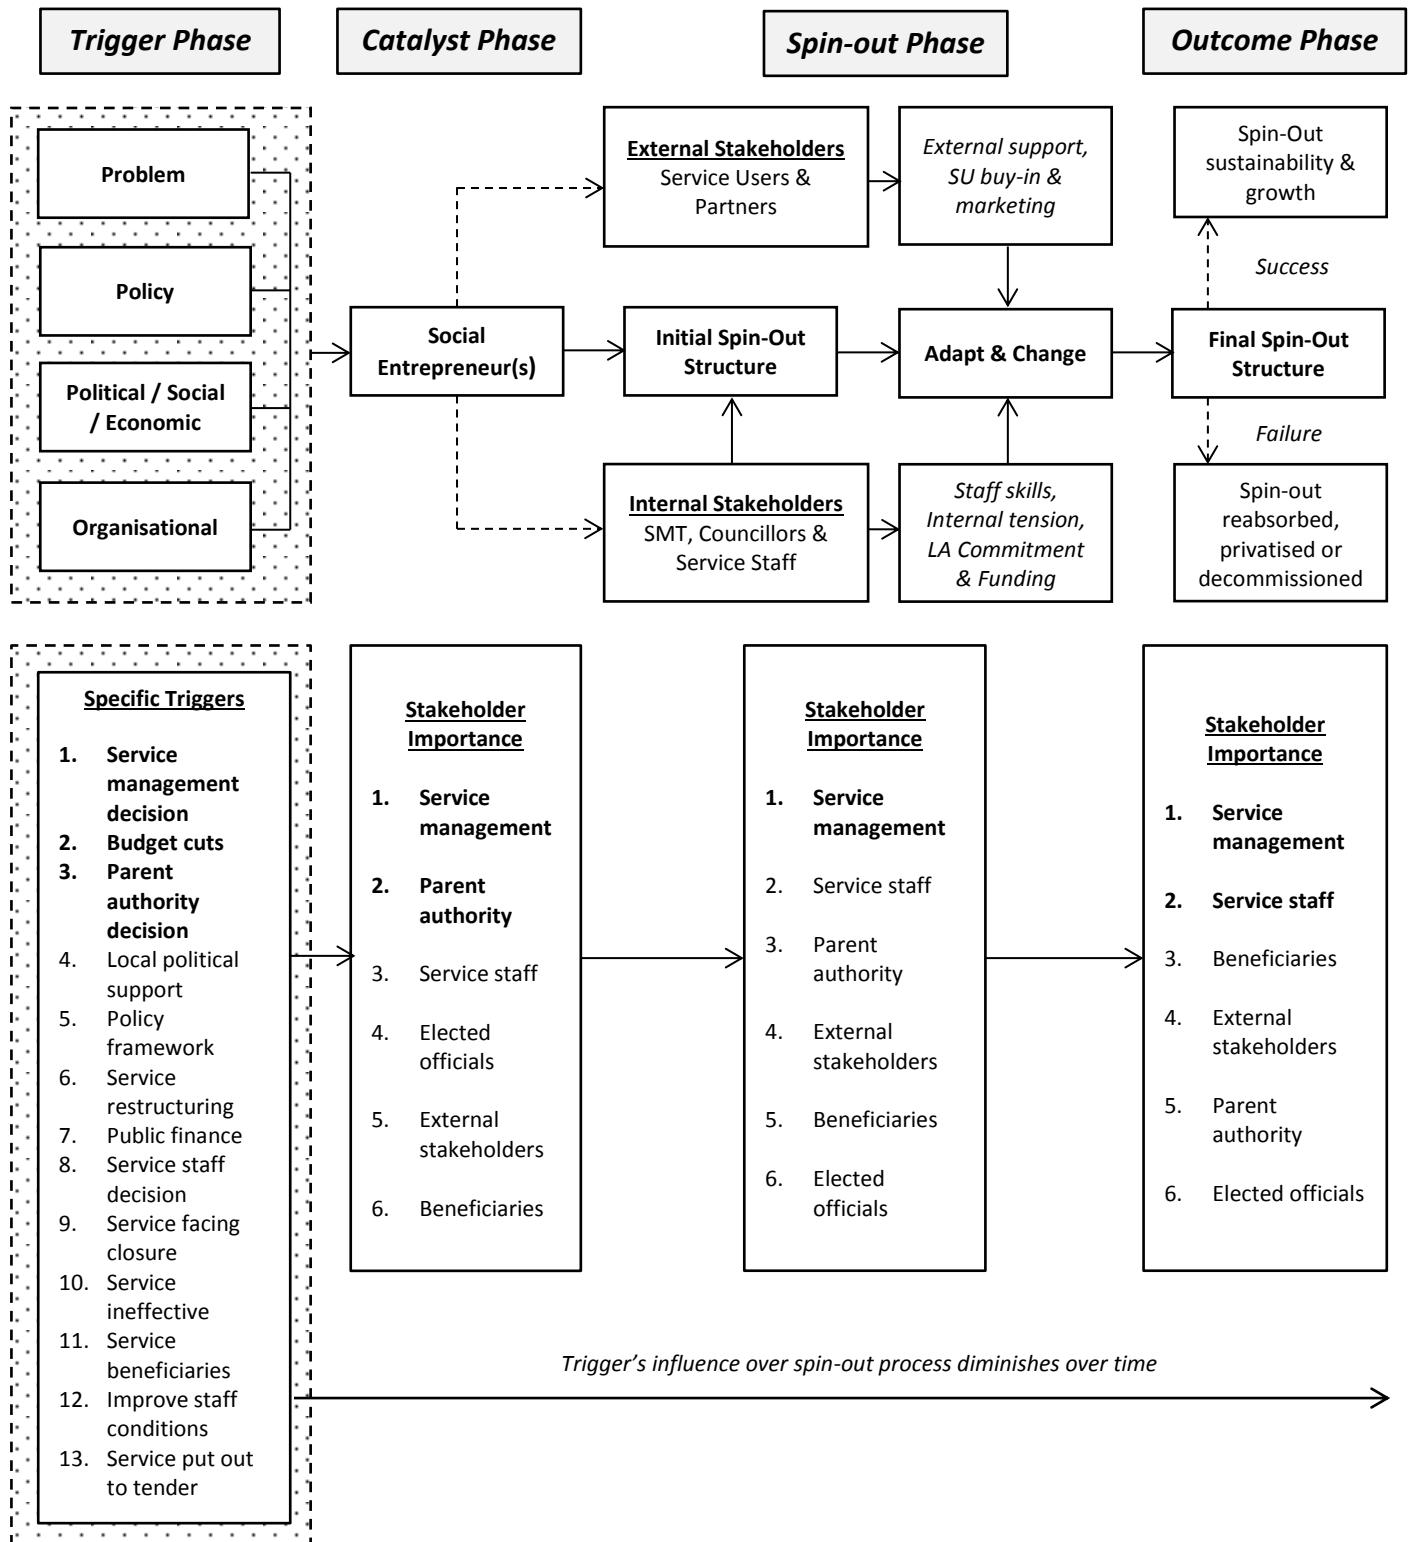 Trigger Phase
Catalyst Phase
Spin-out Phase
Outcome Phase
Problem
Policy
Political / Social
/ Economic
Organisational
Social
Entrepreneur(s)
External Stakeholders
Service Users &
Partners
Initial Spin-Out
Structure
Internal Stakeholders
SMT, Councillors &
Service Staff
External support,
SU buy-in &
marketing
Adapt & Change
Staff skills,
Internal tension,
LA Commitment
& Funding
Spin-Out
sustainability &
growth
Success
Final Spin-Out
Structure
Failure
Spin-out
reabsorbed,
privatised or
decommissioned
Specific Triggers
1. Service
management
decision
2. Budget cuts
3. Parent
authority
decision
4. Local political
support
5. Policy
framework
6. Service
restructuring
7. Public finance
8. Service staff
decision
9. Service facing
closure
10. Service
ineffective
11. Service
beneficiaries
12. Improve staff
conditions
13. Service put out
to tender
Stakeholder
Importance
1. Service
management
2. Parent
authority
3. Service staff
4. Elected
officials
5. External
stakeholders
6. Beneficiaries
Stakeholder
Importance
1. Service
management
2. Service staff
3. Parent
authority
4. External
stakeholders
5. Beneficiaries
6. Elected
officials
Stakeholder
Importance
1. Service
management
2. Service staff
3. Beneficiaries
4. External
stakeholders
5. Parent
authority
6. Elected officials
Trigger's influence over spin-out process diminishes over time